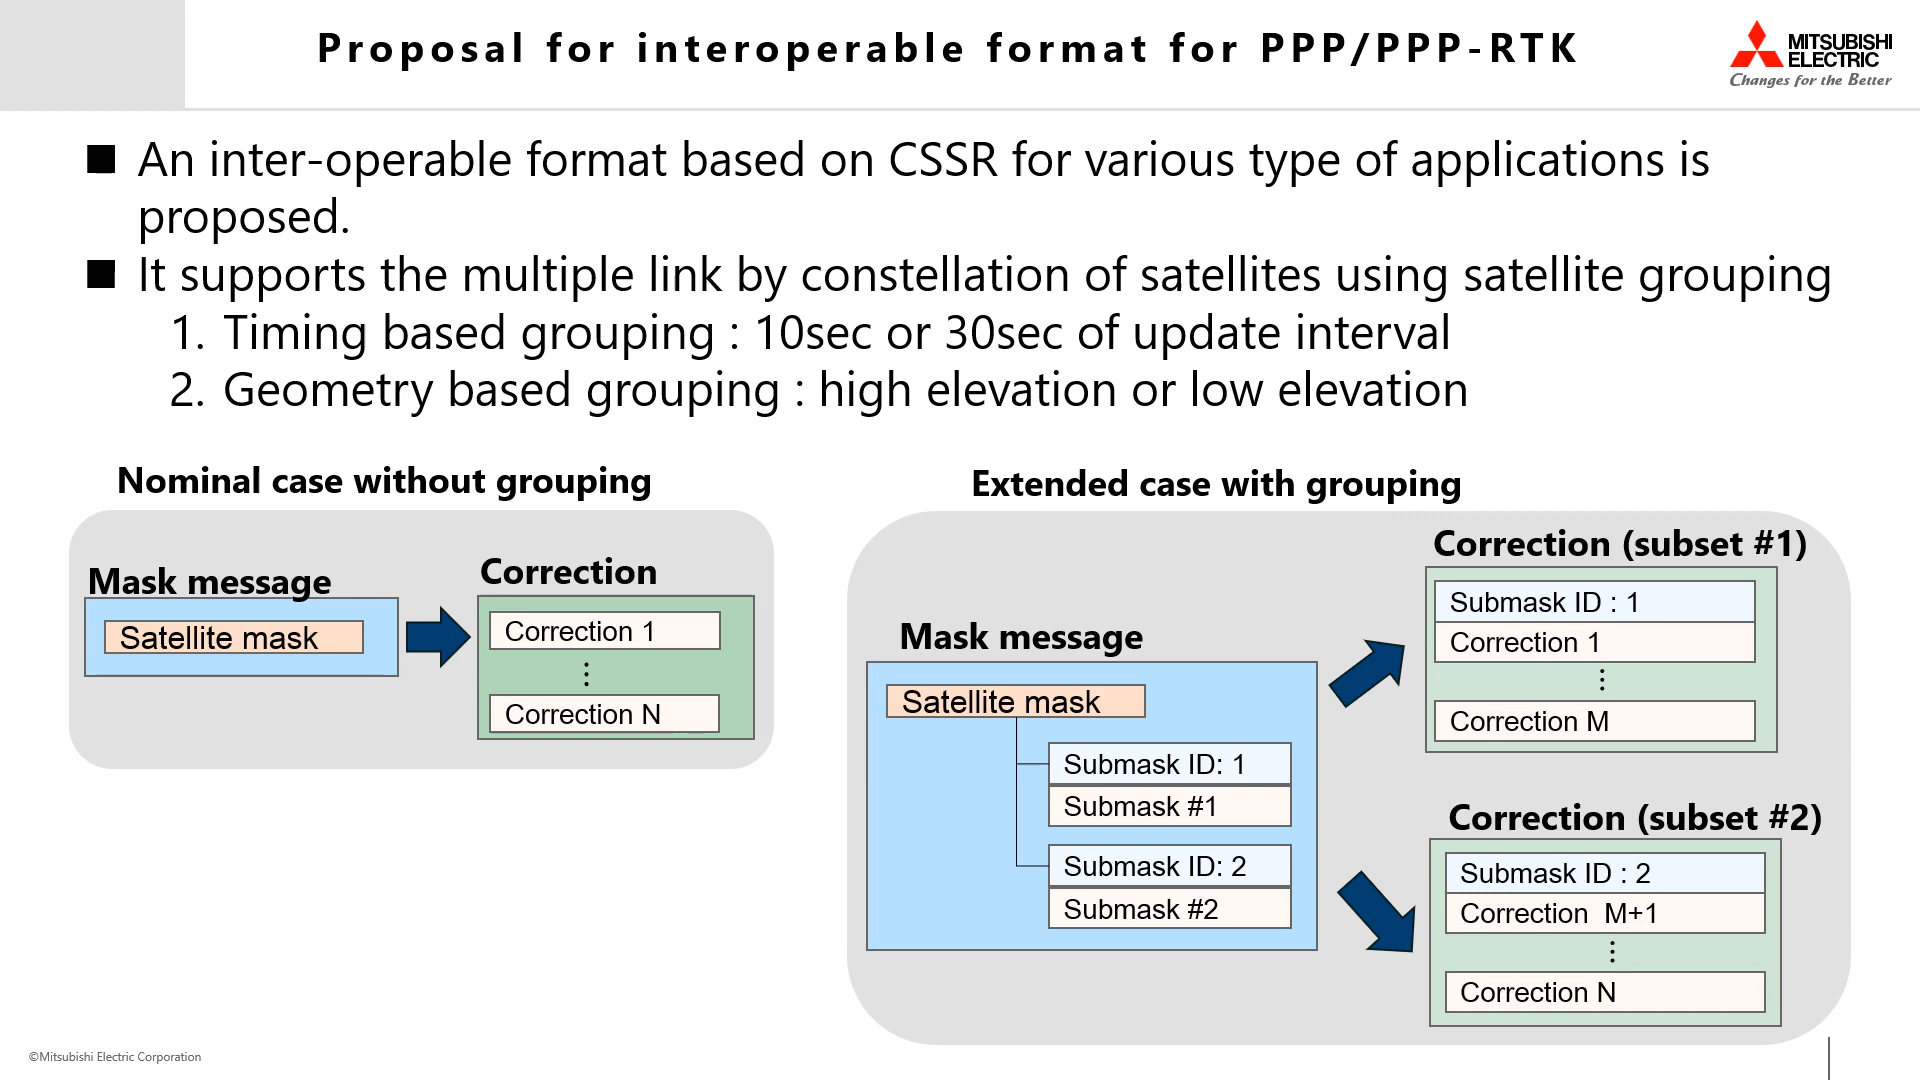 Proposal for interoperable format for PPP/PPP-RTK
MITSUBISHI
ELECTRIC
Changes for the Better
■ An inter-operable format based on CSSR for various type of applications is
proposed.
■ It supports the multiple link by constellation of satellites using satellite grouping
1. Timing based grouping : 10sec or 30sec of update interval
2. Geometry based grouping : high elevation or low elevation
Nominal case without grouping
Mask message
Satellite mask
Correction
Correction 1
⋮
Correction N
Extended case with grouping
Mask message
Satellite mask
Submask ID: 1
Submask #1
Submask ID: 2
Submask #2
Correction (subset #1)
Submask ID : 1
Correction 1
⋮
Correction M
Correction (subset #2)
Submask ID : 2
Correction M+1
⋮
Correction N
©Mitsubishi Electric Corporation